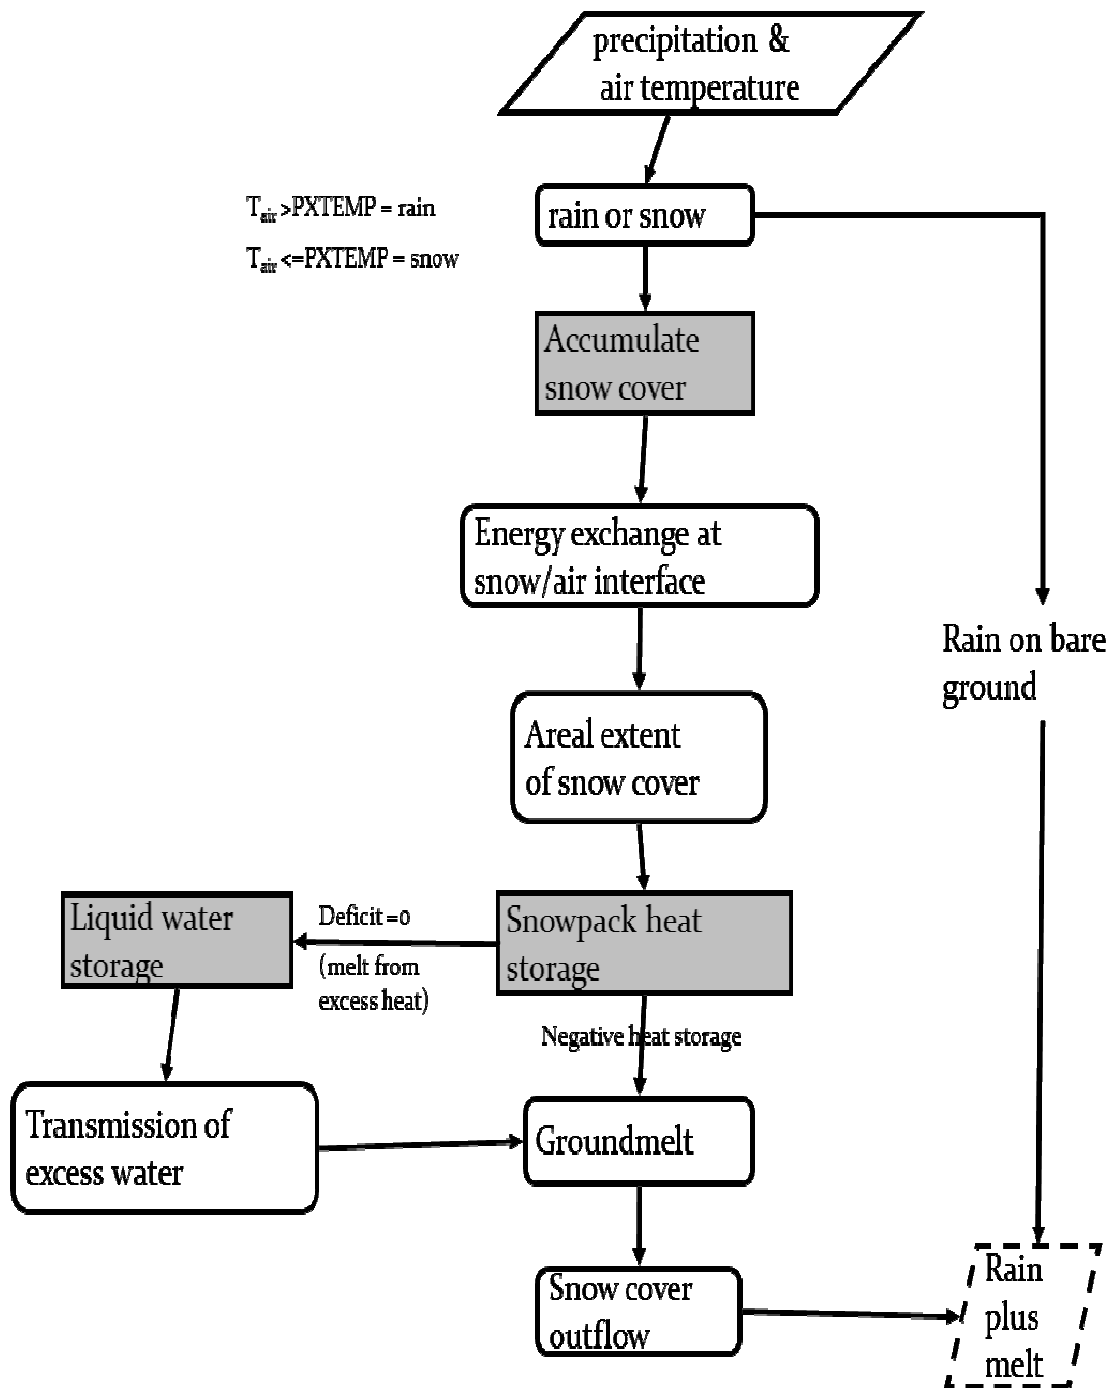 precipitation &
air temperature
T_air >PXTEMP = rain
T_air <=PXTEMP = snow
rain or snow
Accumulate
snow cover
Energy exchange at
snow/air interface
Rain on bare
ground
Areal extent
of snow cover
Liquid water
storage
Deficit =0
(melt from
excess heat)
Snowpack heat
storage
Negative heat storage
Transmission of
excess water
Groundmelt
Snow cover
outflow
Rain
plus
melt